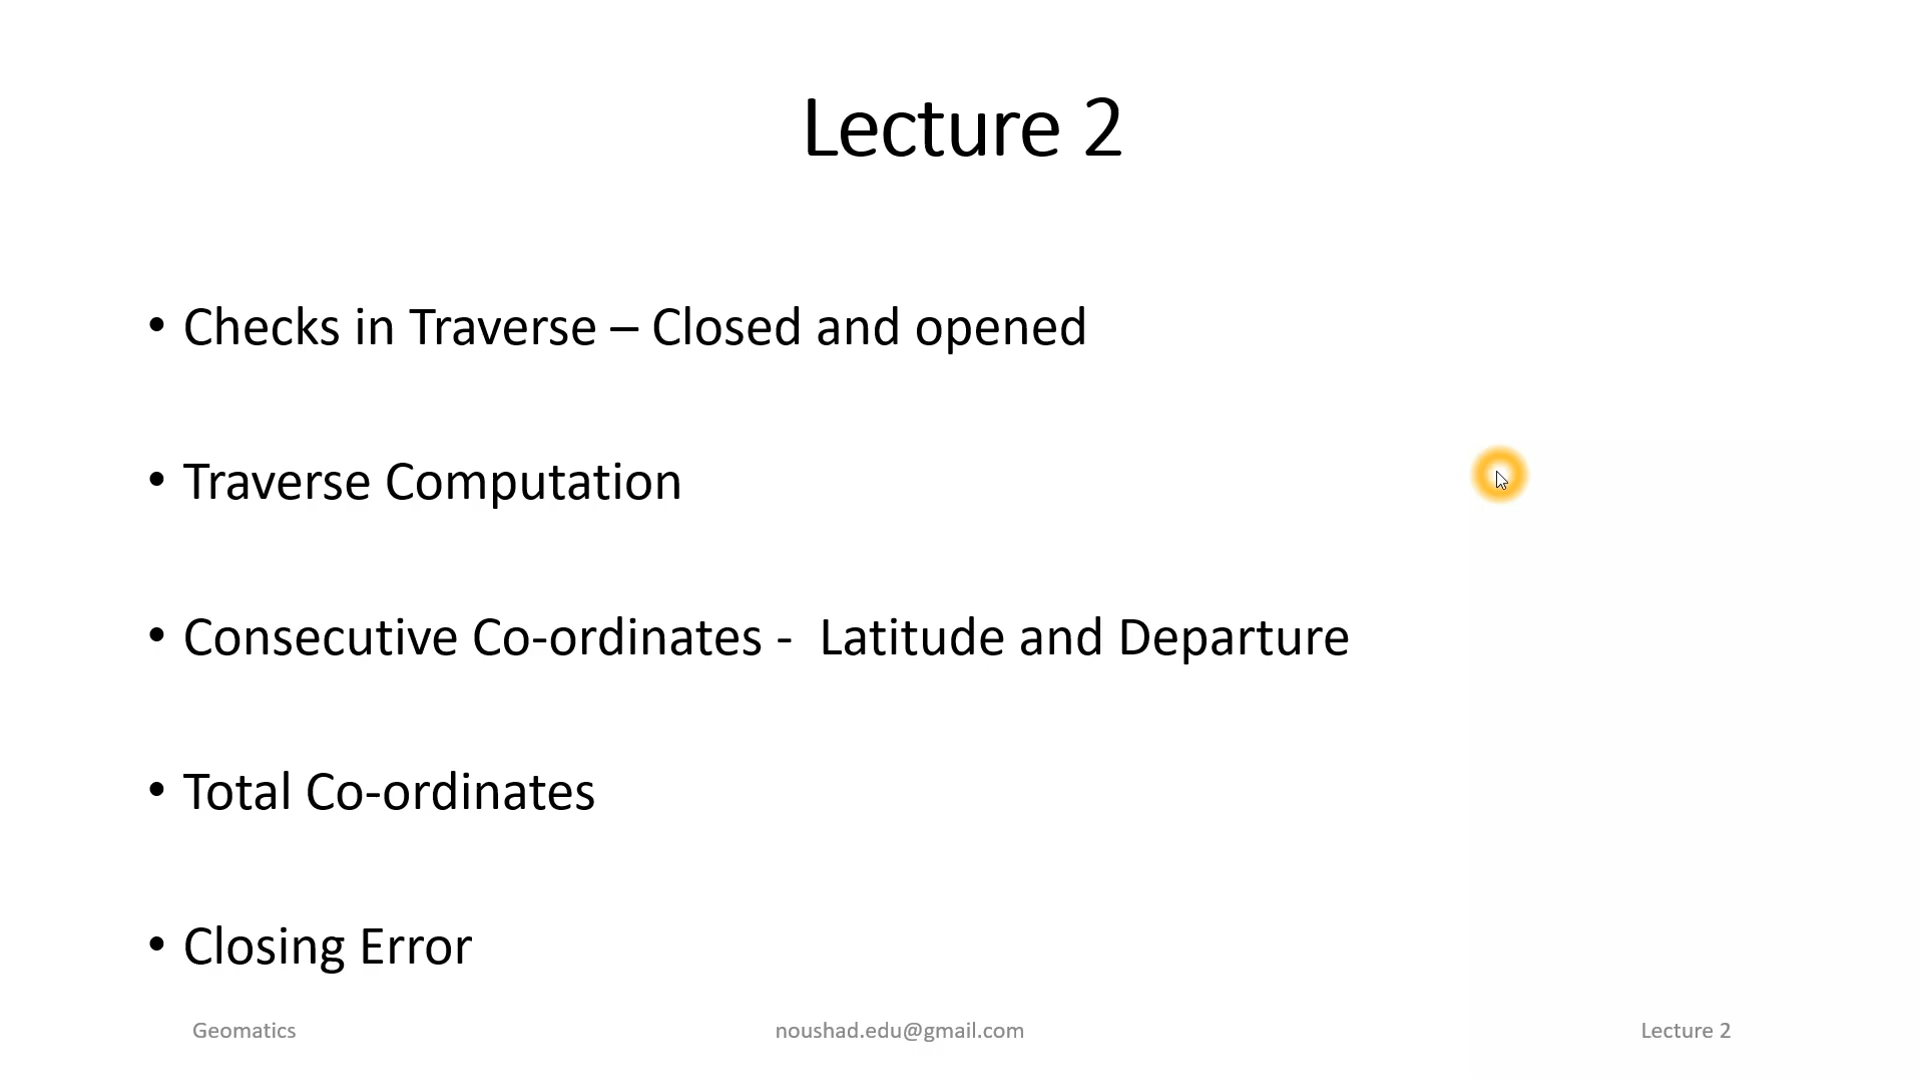 Lecture 2
• Checks in Traverse – Closed and opened
• Traverse Computation
• Consecutive Co-ordinates -  Latitude and Departure
• Total Co-ordinates
• Closing Error
Geomatics
noushad.edu@gmail.com
Lecture 2